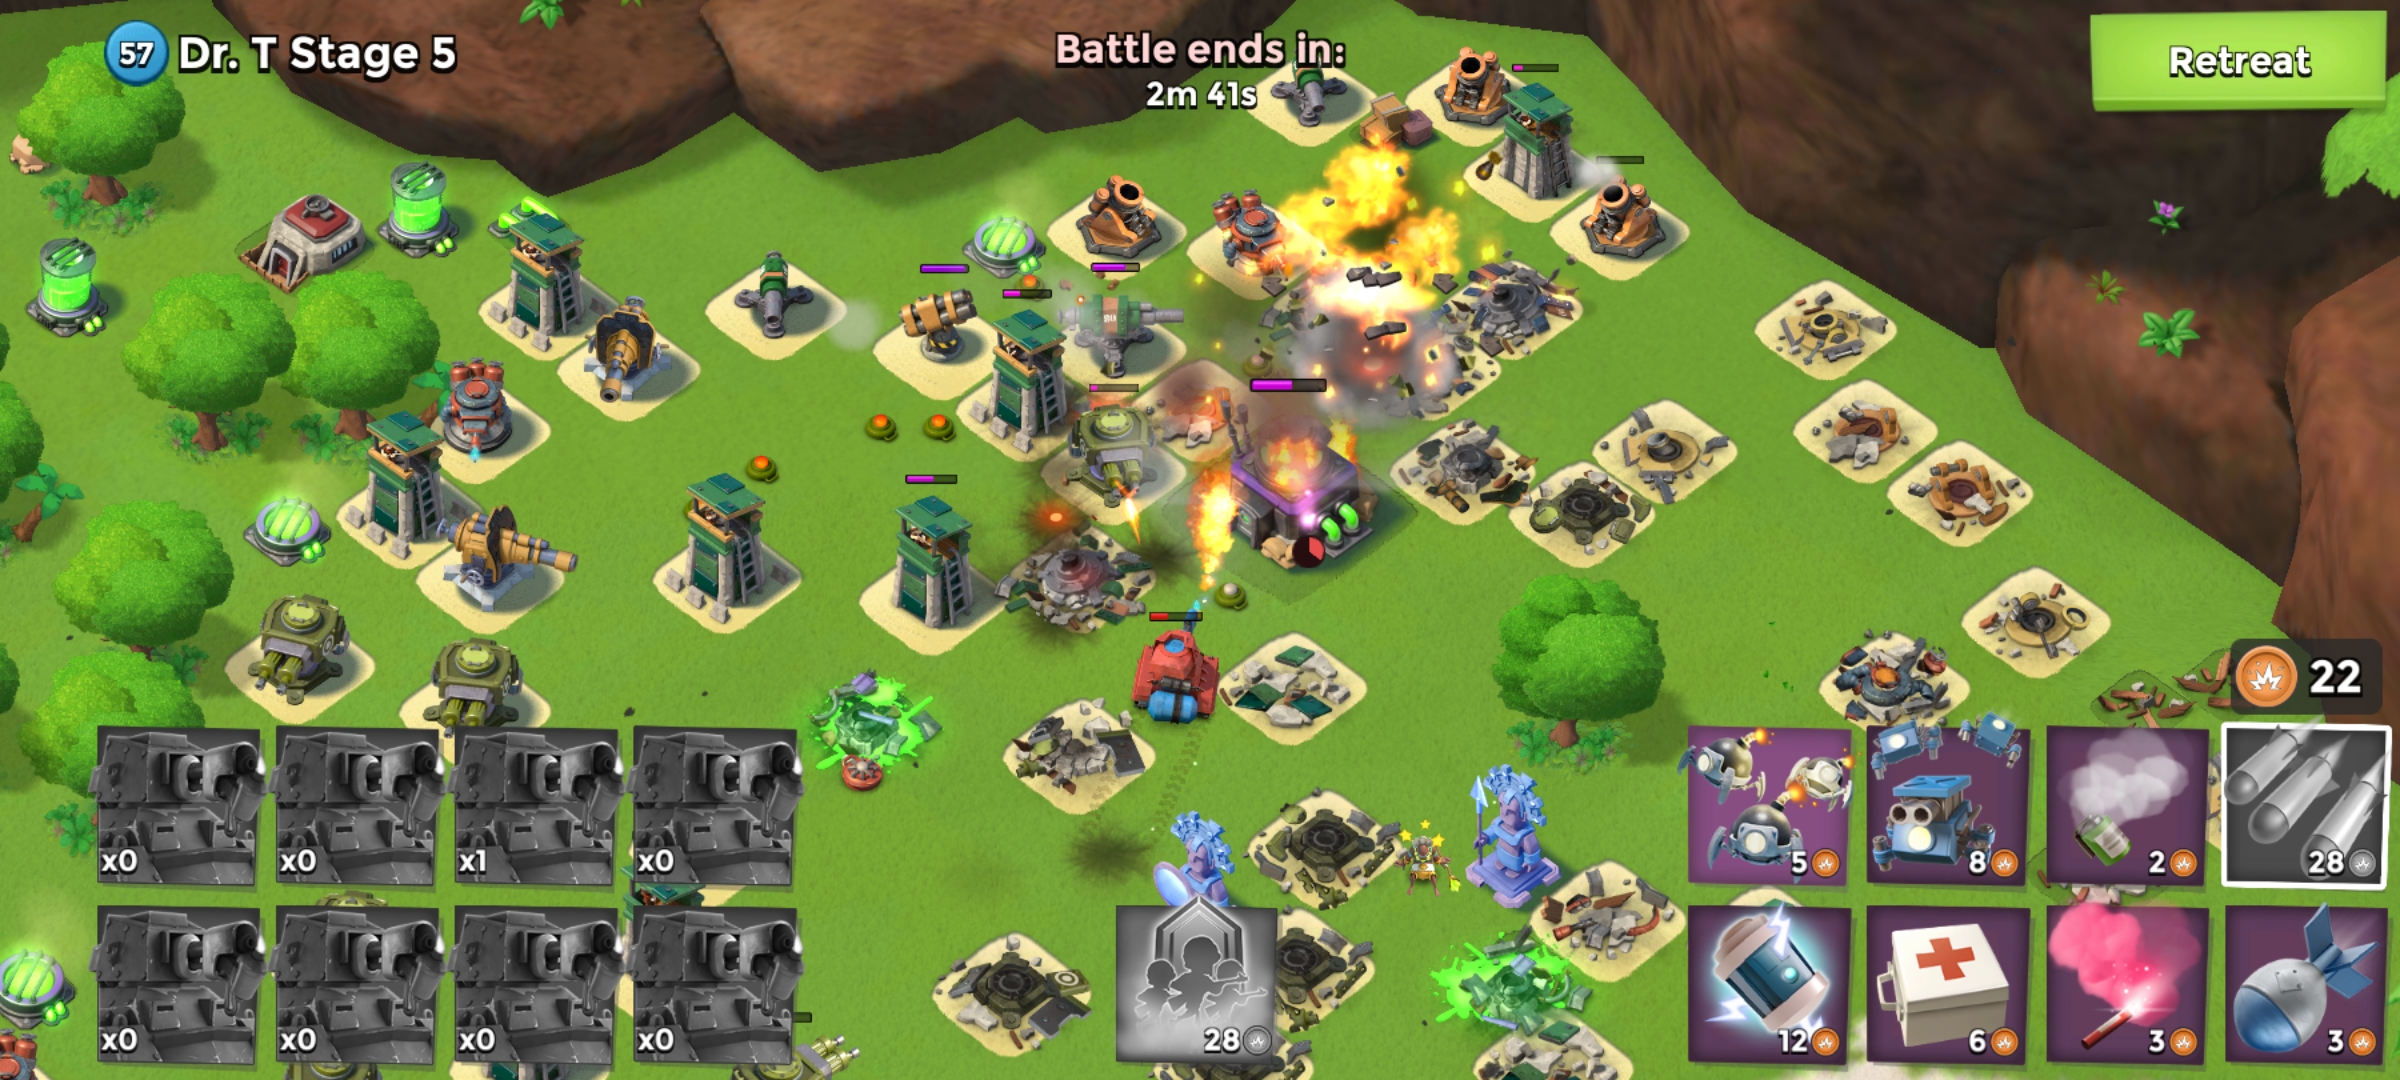 57 Dr. T Stage 5
Battle ends in:
2m 41s
Retreat
22
x0
x0
x1
x0
5
8
2
28
x0
x0
x0
x0
28
12
6
3
3